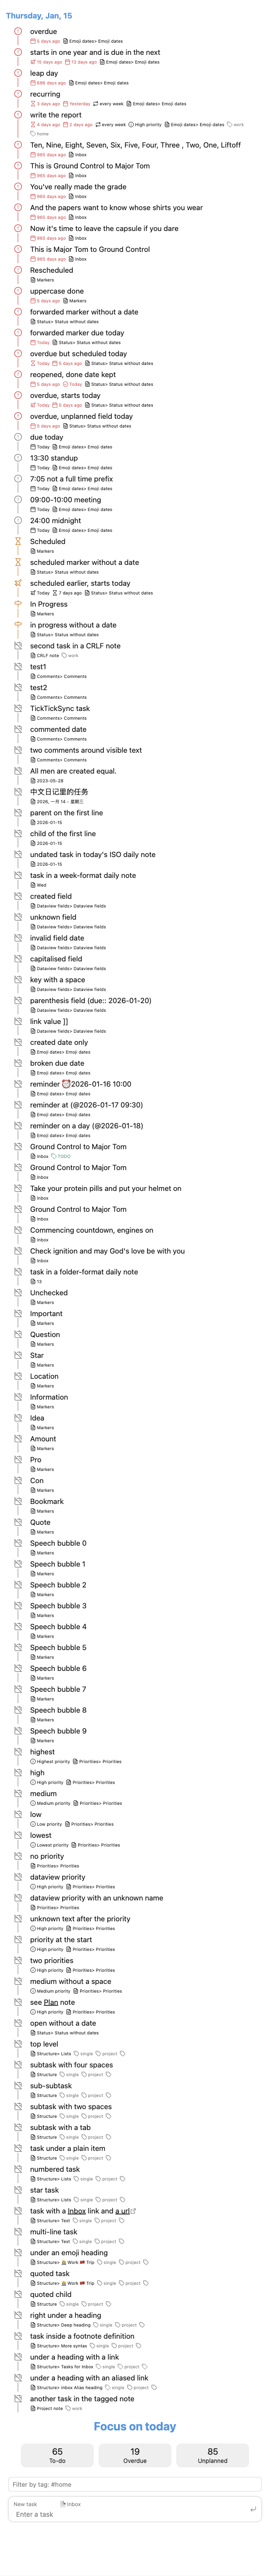 Thursday, Jan, 15
overdue
5 days ago Emoji dates> Emoji dates
starts in one year and is due in the next
15 days ago 13 days ago Emoji dates> Emoji dates
leap day
686 days ago Emoji dates> Emoji dates
recurring
3 days ago Yesterday every week Emoji dates> Emoji dates
write the report
4 days ago 2 days ago every week High priority Emoji dates> Emoji dates work
home
Ten, Nine, Eight, Seven, Six, Five, Four, Three , Two, One, Liftoff
965 days ago Inbox
This is Ground Control to Major Tom
965 days ago Inbox
You've really made the grade
965 days ago Inbox
And the papers want to know whose shirts you wear
965 days ago Inbox
Now it's time to leave the capsule if you dare
965 days ago Inbox
This is Major Tom to Ground Control
965 days ago Inbox
Rescheduled
Markers
uppercase done
5 days ago Markers
forwarded marker without a date
Status> Status without dates
forwarded marker due today
Today Status> Status without dates
overdue but scheduled today
Today 5 days ago Status> Status without dates
reopened, done date kept
5 days ago Today Status> Status without dates
overdue, starts today
Today 5 days ago Status> Status without dates
overdue, unplanned field today
5 days ago Status> Status without dates
due today
Today Emoji dates> Emoji dates
13:30 standup
Today Emoji dates> Emoji dates
7:05 not a full time prefix
Today Emoji dates> Emoji dates
09:00-10:00 meeting
Today Emoji dates> Emoji dates
24:00 midnight
Today Emoji dates> Emoji dates
Scheduled
Markers
scheduled marker without a date
Status> Status without dates
scheduled earlier, starts today
Today 7 days ago Status> Status without dates
In Progress
Markers
in progress without a date
Status> Status without dates
second task in a CRLF note
CRLF note work
test1
Comments> Comments
test2
Comments> Comments
TickTickSync task
Comments> Comments
commented date
Comments> Comments
two comments around visible text
Comments> Comments
All men are created equal.
2023-05-28
中文日记里的任务
2026, 一月 14 - 星期三
parent on the first line
2026-01-15
child of the first line
2026-01-15
undated task in today's ISO daily note
2026-01-15
task in a week-format daily note
Wed
created field
Dataview fields> Dataview fields
unknown field
Dataview fields> Dataview fields
invalid field date
Dataview fields> Dataview fields
capitalised field
Dataview fields> Dataview fields
key with a space
Dataview fields> Dataview fields
parenthesis field (due:: 2026-01-20)
Dataview fields> Dataview fields
link value ]]
Dataview fields> Dataview fields
created date only
Emoji dates> Emoji dates
broken due date
Emoji dates> Emoji dates
reminder ⏰2026-01-16 10:00
Emoji dates> Emoji dates
reminder at (@2026-01-17 09:30)
Emoji dates> Emoji dates
reminder on a day (@2026-01-18)
Emoji dates> Emoji dates
Ground Control to Major Tom
Inbox TODO
Ground Control to Major Tom
Inbox
Take your protein pills and put your helmet on
Inbox
Ground Control to Major Tom
Inbox
Commencing countdown, engines on
Inbox
Check ignition and may God's love be with you
Inbox
task in a folder-format daily note
13
Unchecked
Markers
Important
Markers
Question
Markers
Star
Markers
Location
Markers
Information
Markers
Idea
Markers
Amount
Markers
Pro
Markers
Con
Markers
Bookmark
Markers
Quote
Markers
Speech bubble 0
Markers
Speech bubble 1
Markers
Speech bubble 2
Markers
Speech bubble 3
Markers
Speech bubble 4
Markers
Speech bubble 5
Markers
Speech bubble 6
Markers
Speech bubble 7
Markers
Speech bubble 8
Markers
Speech bubble 9
Markers
highest
Highest priority Priorities> Priorities
high
High priority Priorities> Priorities
medium
Medium priority Priorities> Priorities
low
Low priority Priorities> Priorities
lowest
Lowest priority Priorities> Priorities
no priority
Priorities> Priorities
dataview priority
High priority Priorities> Priorities
dataview priority with an unknown name
Priorities> Priorities
unknown text after the priority
High priority Priorities> Priorities
priority at the start
High priority Priorities> Priorities
two priorities
High priority Priorities> Priorities
medium without a space
Medium priority Priorities> Priorities
see Plan note
High priority Priorities> Priorities
open without a date
Status> Status without dates
top level
Structure> Lists single project
subtask with four spaces
Structure single project
sub-subtask
Structure single project
subtask with two spaces
Structure single project
subtask with a tab
Structure single project
task under a plain item
Structure single project
numbered task
Structure> Lists single project
star task
Structure> Lists single project
task with a Inbox link and a url
Structure> Text single project
multi-line task
Structure> Text single project
under an emoji heading
Structure> Work Trip single project
quoted task
Structure> Work Trip single project
quoted child
Structure single project
right under a heading
Structure> Deep heading single project
task inside a footnote definition
Structure> More syntax single project
under a heading with a link
Structure> Tasks for Inbox single project
under a heading with an aliased link
Structure> Inbox Alias heading single project
another task in the tagged note
Project note work
Focus on today
65 19 85
To-do Overdue Unplanned
Filter by tag: #home
New task Inbox
Enter a task